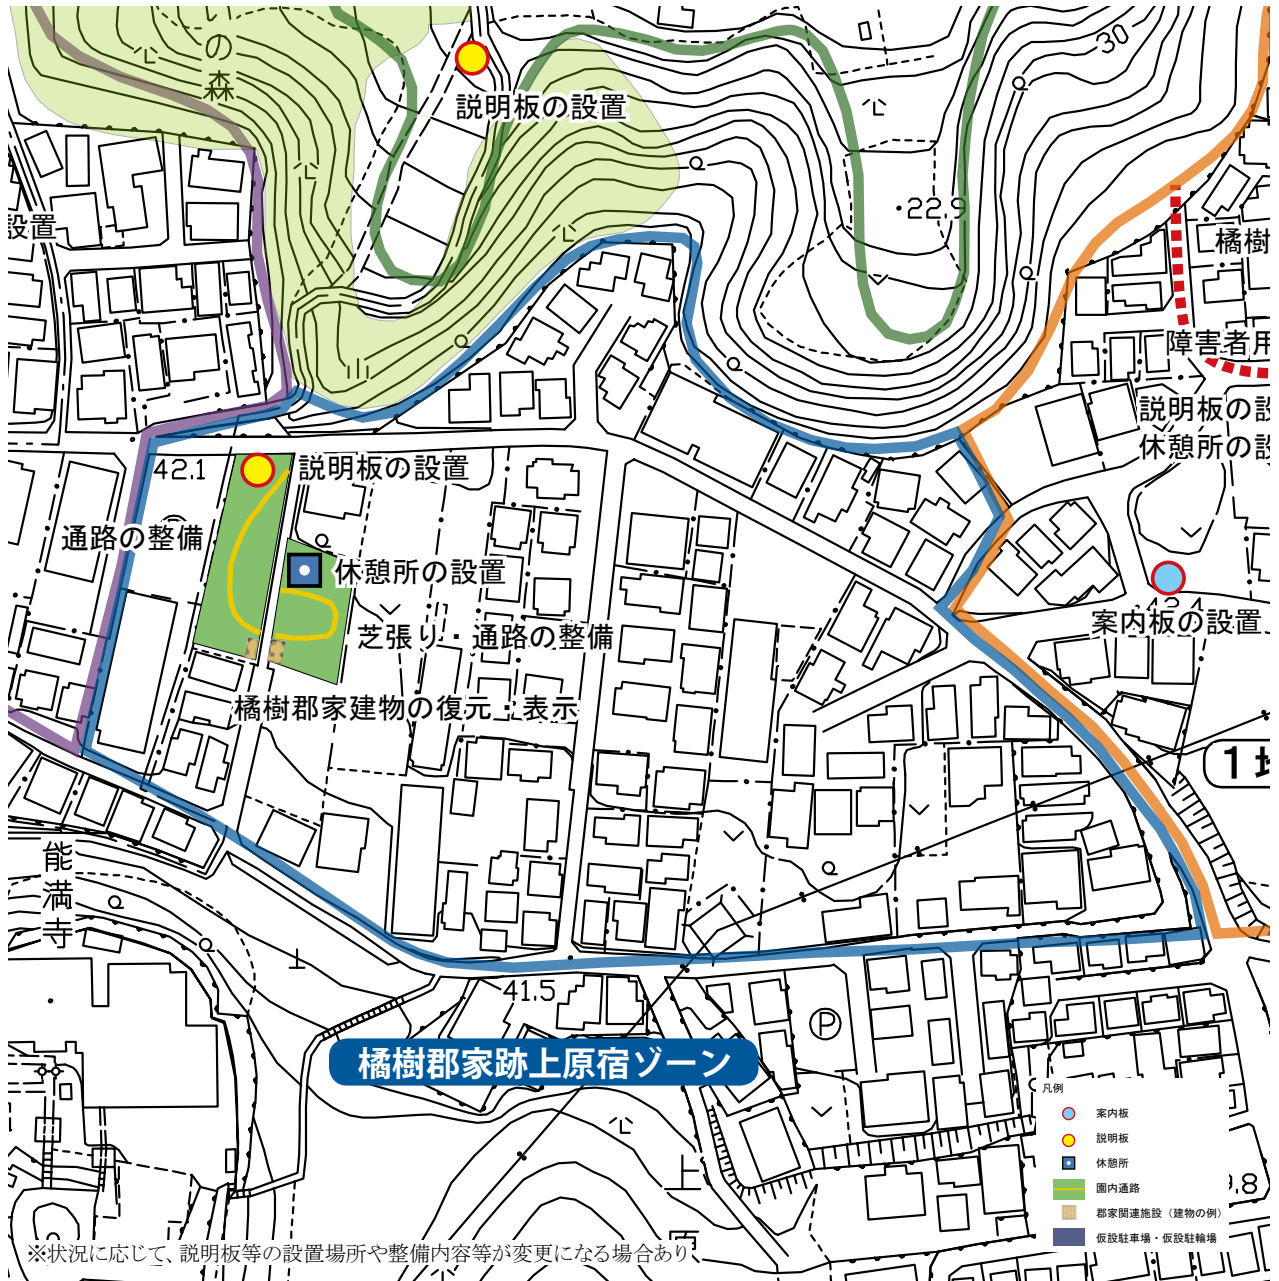 の森
30
説明板の設置
22.9
設置
橘樹
障害者用
説明板の設
休憩所の設
42.1
説明板の設置
通路の整備
休憩所の設置
案内板の設置
芝張り・通路の整備
橘樹郡家建物の復元・表示
1
能満寺
41.5
P
橘樹郡家跡上原宿ゾーン
凡例
案内板
説明板
休憩所
園内通路
郡家関連施設（建物の例）
仮設駐車場・仮設駐輪場
上
9.8
※状況に応じて、説明板等の設置場所や整備内容等が変更になる場合あり